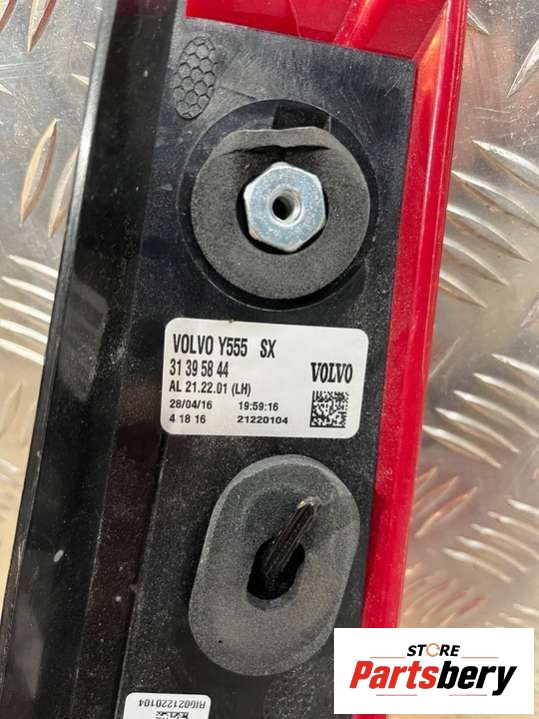 VOLVO Y555 SX
31 39 58 44
VOLVO
AL 21.22.01 (LH)
28/04/16 19:59:16
4 18 16 21220104
RIG021220104
STORE
Partsbery